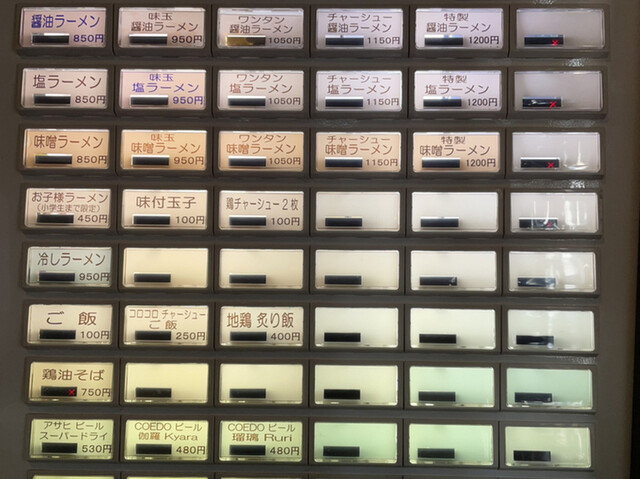 醤油ラーメン
850円
味玉
醤油ラーメン
950円
ワンタン
醤油ラーメン
1050円
チャーシュー
醤油ラーメン
1150円
特製
醤油ラーメン
1200円
塩ラーメン
850円
味玉
塩ラーメン
950円
ワンタン
塩ラーメン
1050円
チャーシュー
塩ラーメン
1150円
特製
塩ラーメン
1200円
味噌ラーメン
850円
味玉
味噌ラーメン
950円
ワンタン
味噌ラーメン
1050円
チャーシュー
味噌ラーメン
1150円
特製
味噌ラーメン
1200円
お子様ラーメン
(小学生まで限定)
450円
味付玉子
100円
鶏チャーシュー2枚
100円
冷しラーメン
950円
ご飯
100円
コロコロ チャーシュー
ご飯
250円
地鶏 炙り飯
400円
鶏油そば
750円
アサヒ ビール
スーパードライ
530円
COEDO ビール
伽羅 Kyara
480円
COEDO ビール
瑠璃 Ruri
480円